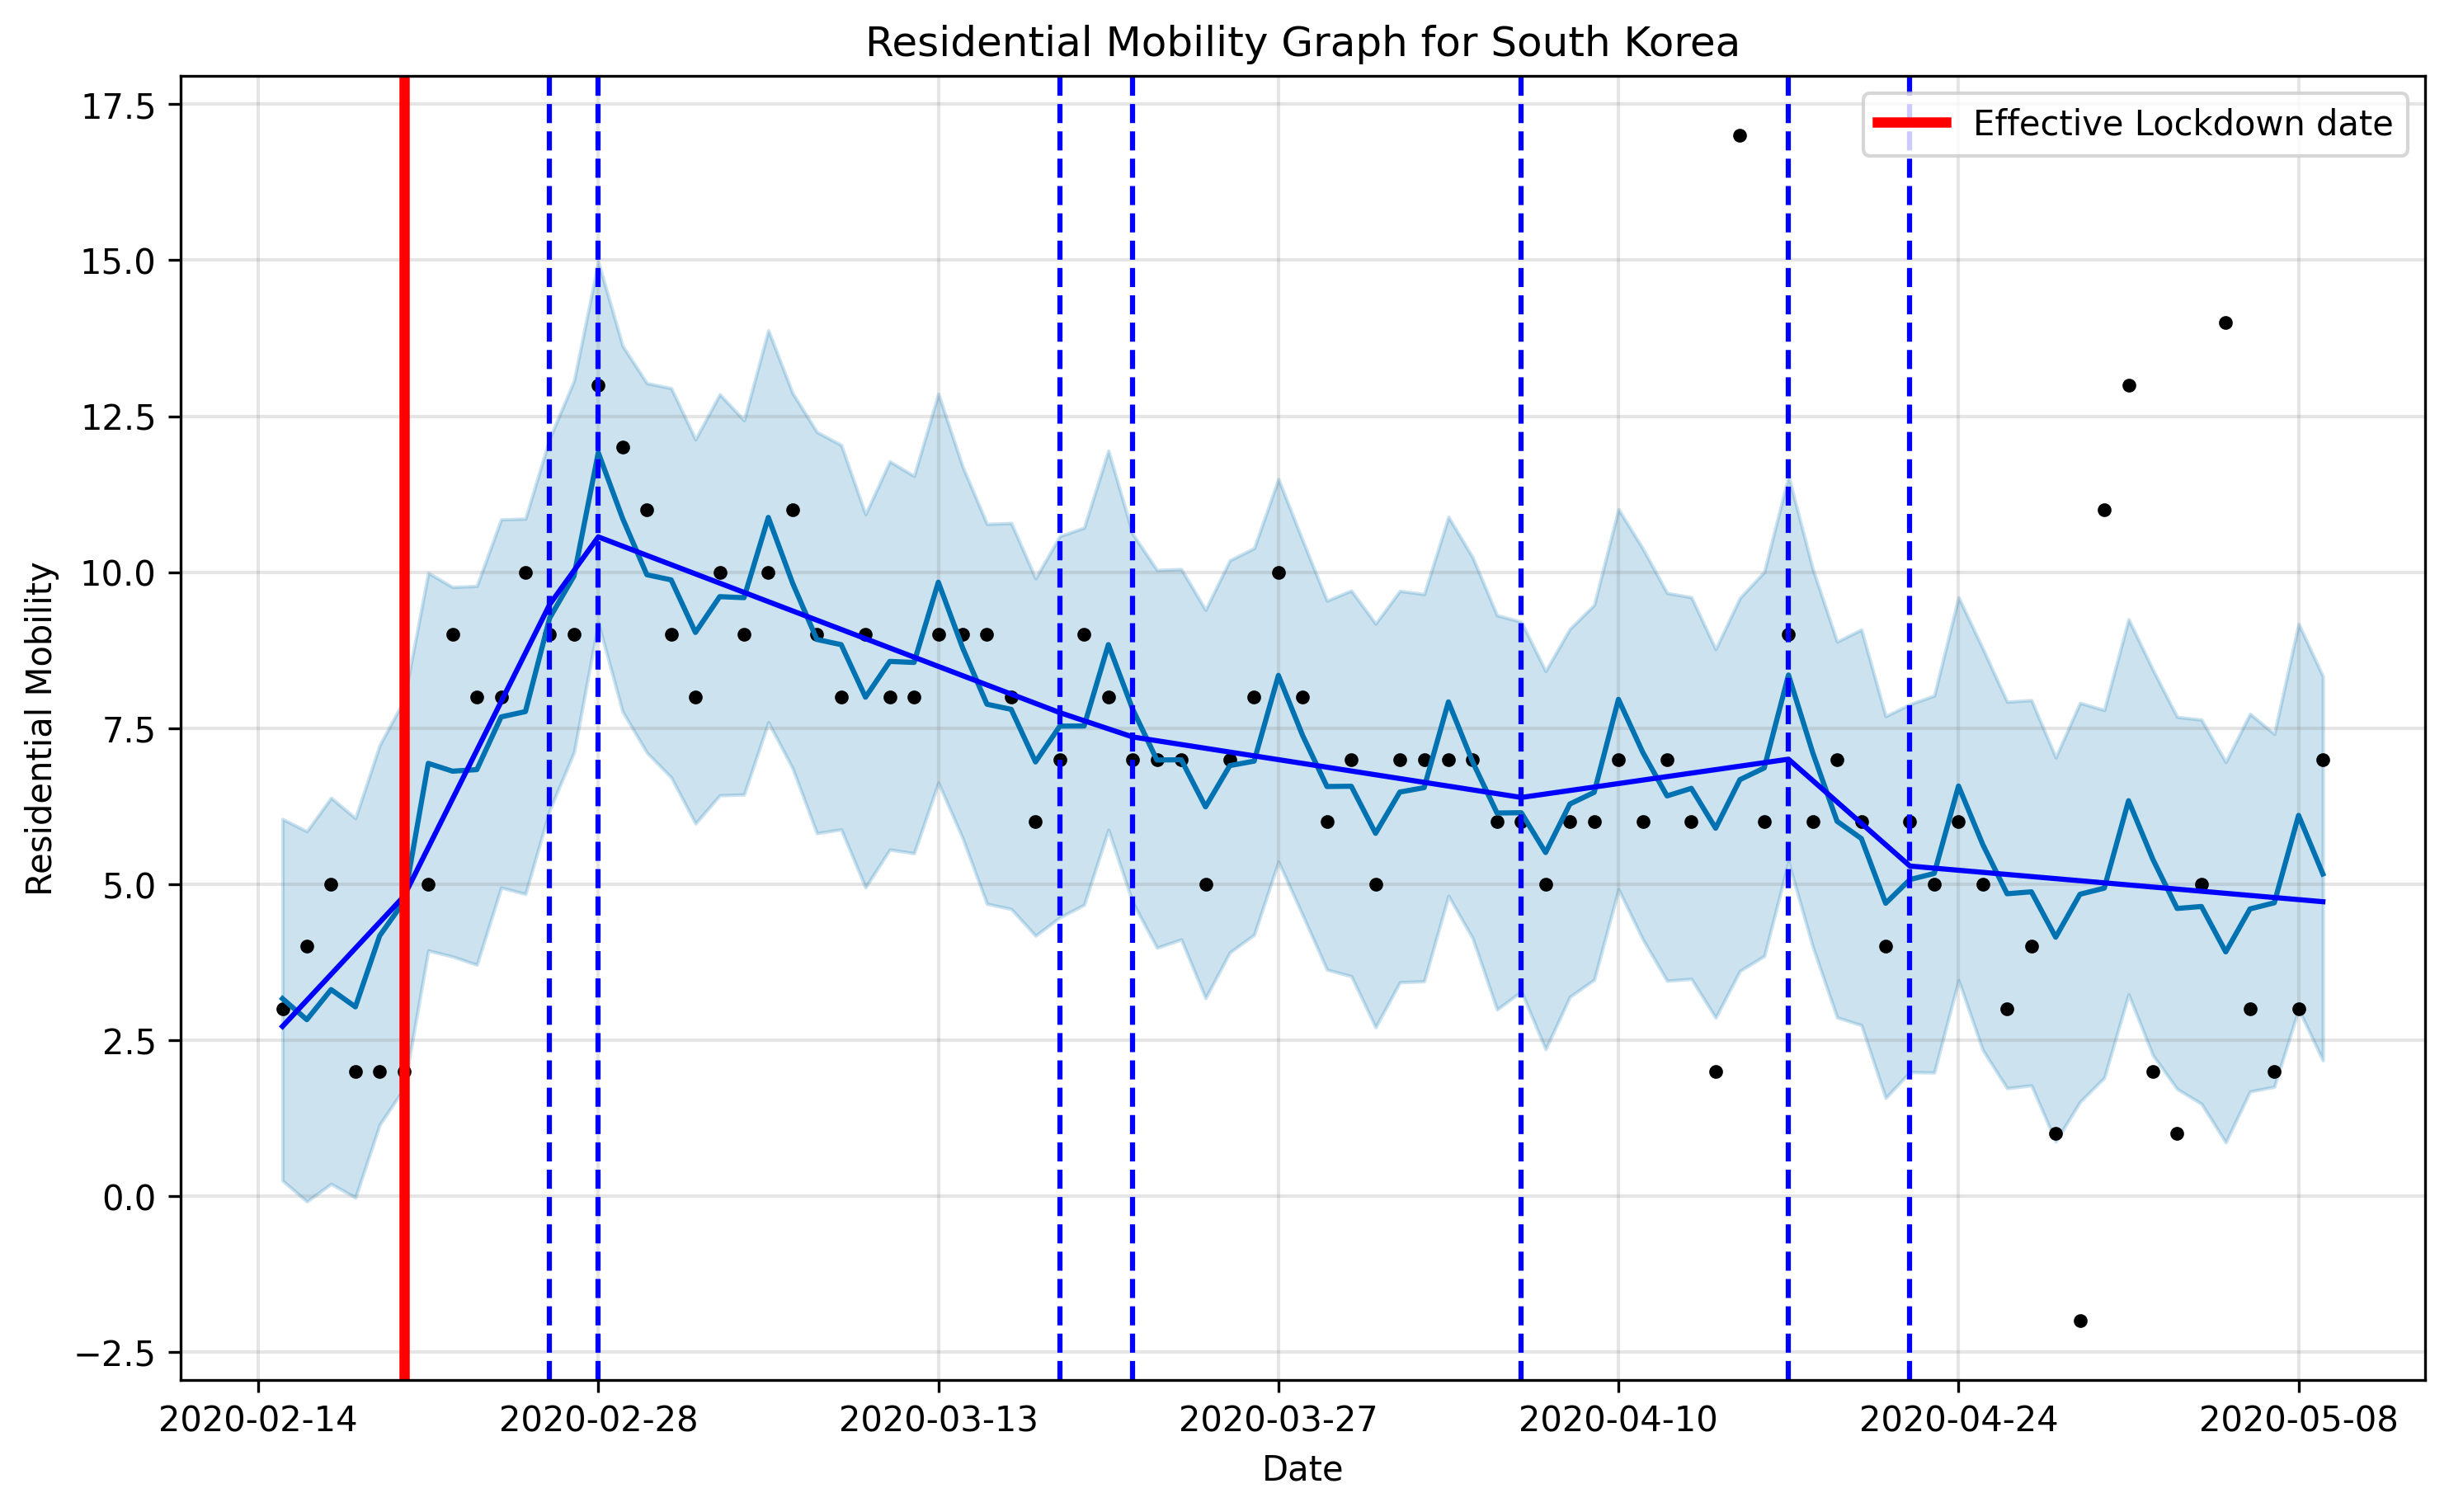 Residential Mobility Graph for South Korea
Effective Lockdown date
17.5
15.0
12.5
10.0
7.5
5.0
2.5
0.0
−2.5
Residential Mobility
2020-02-14 2020-02-28 2020-03-13 2020-03-27 2020-04-10 2020-04-24 2020-05-08
Date